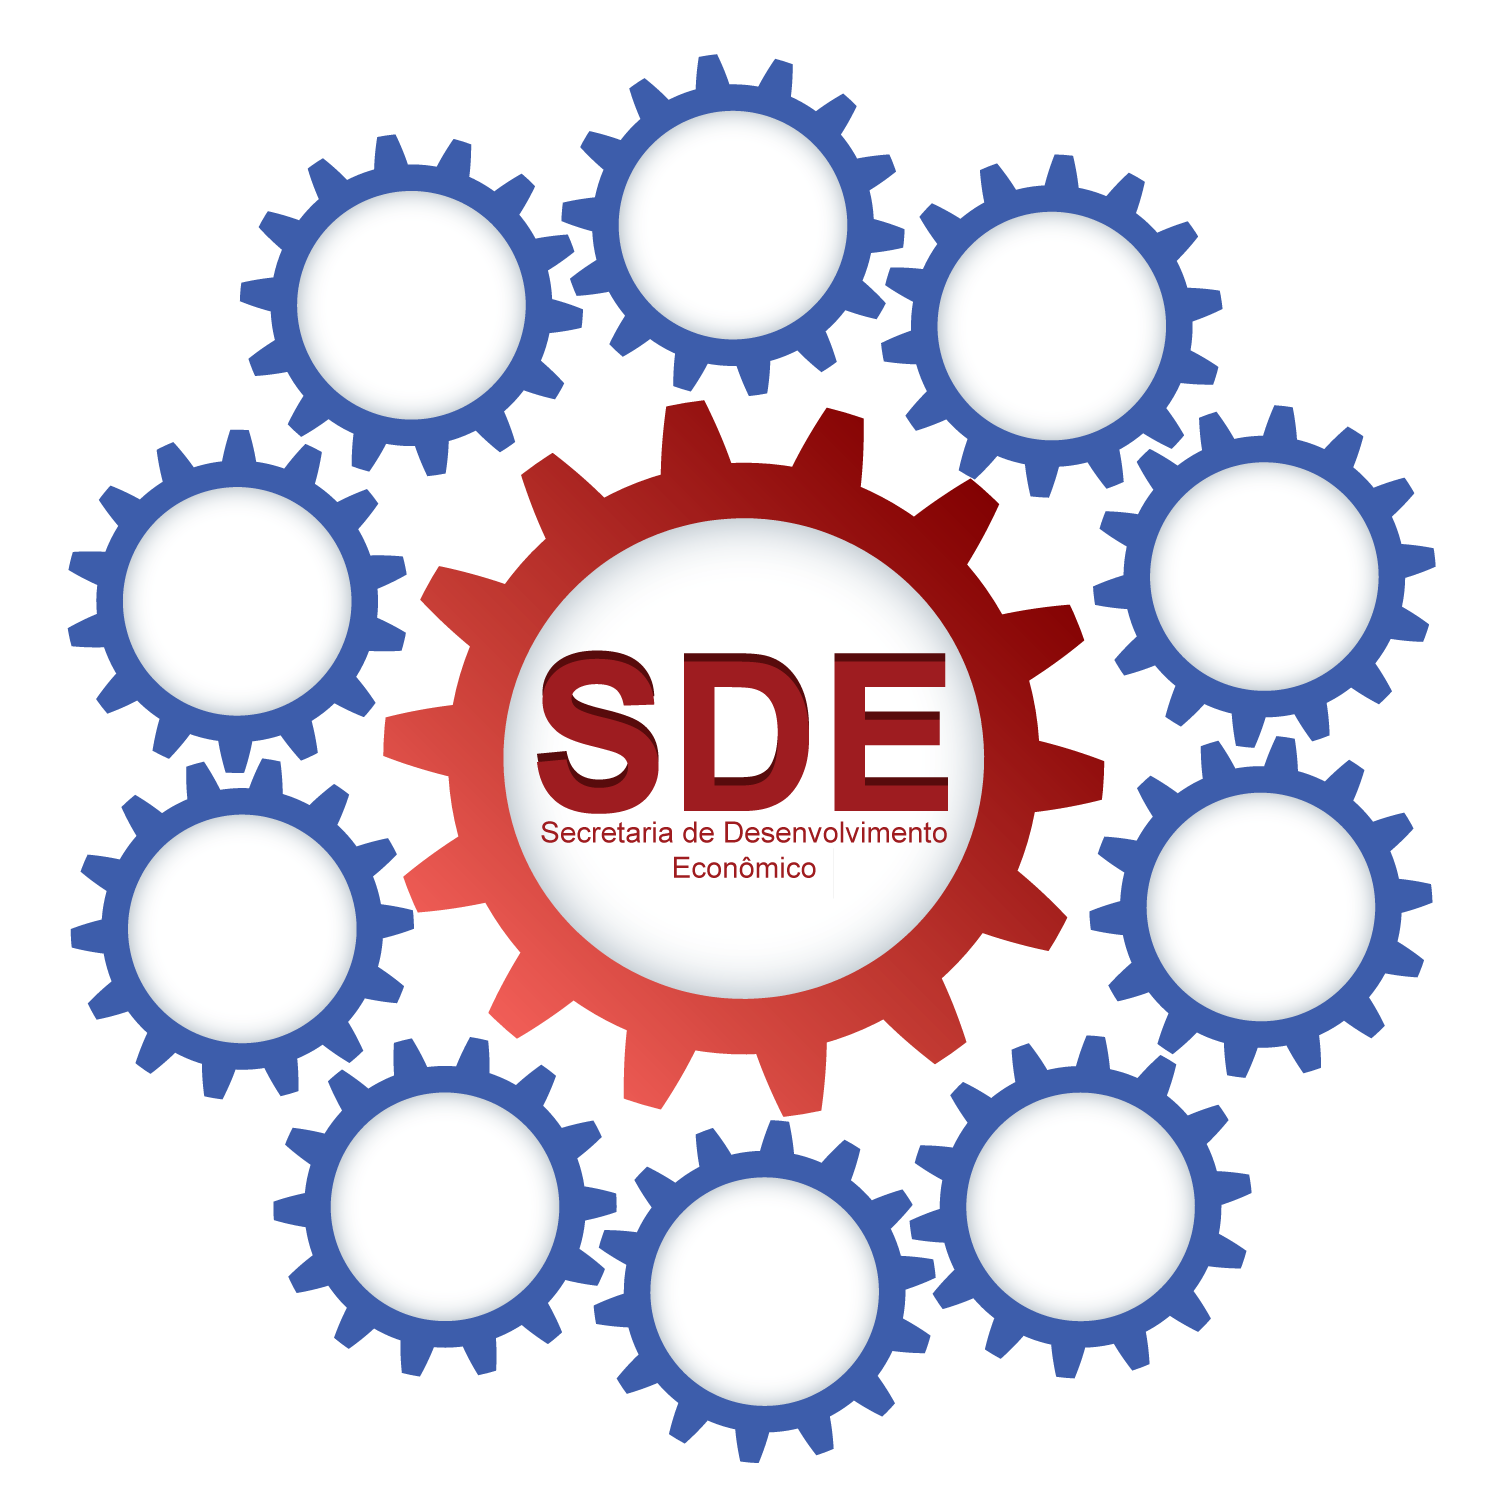 SDE
Secretaria de Desenvolvimento
Econômico